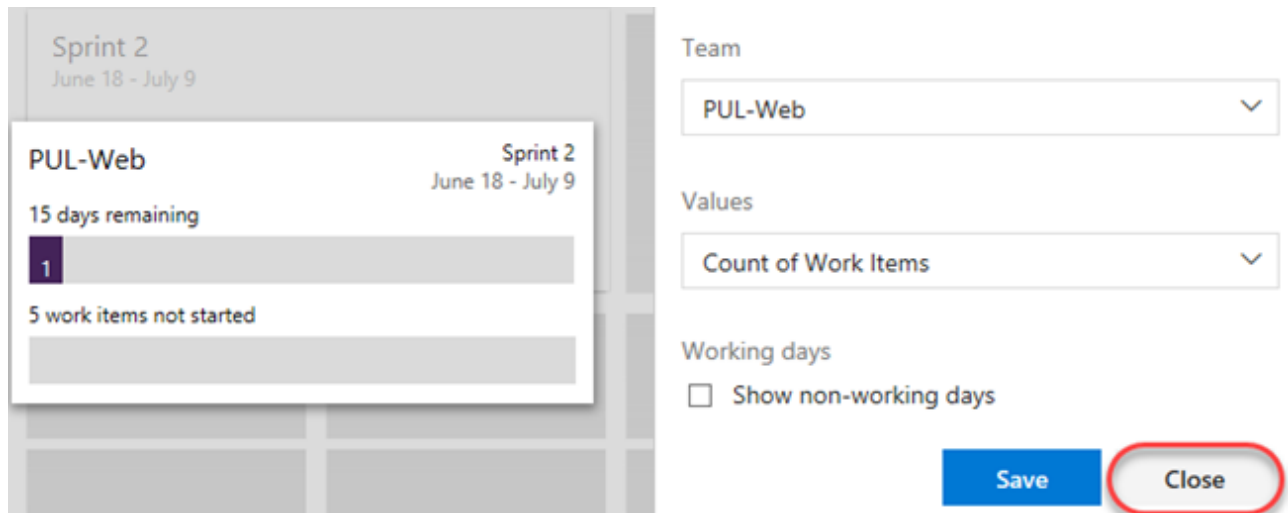 Sprint 2
June 18 - July 9
PUL-Web
Sprint 2
June 18 - July 9
15 days remaining
1
5 work items not started
Team
PUL-Web
Values
Count of Work Items
Working days
Show non-working days
Save
Close